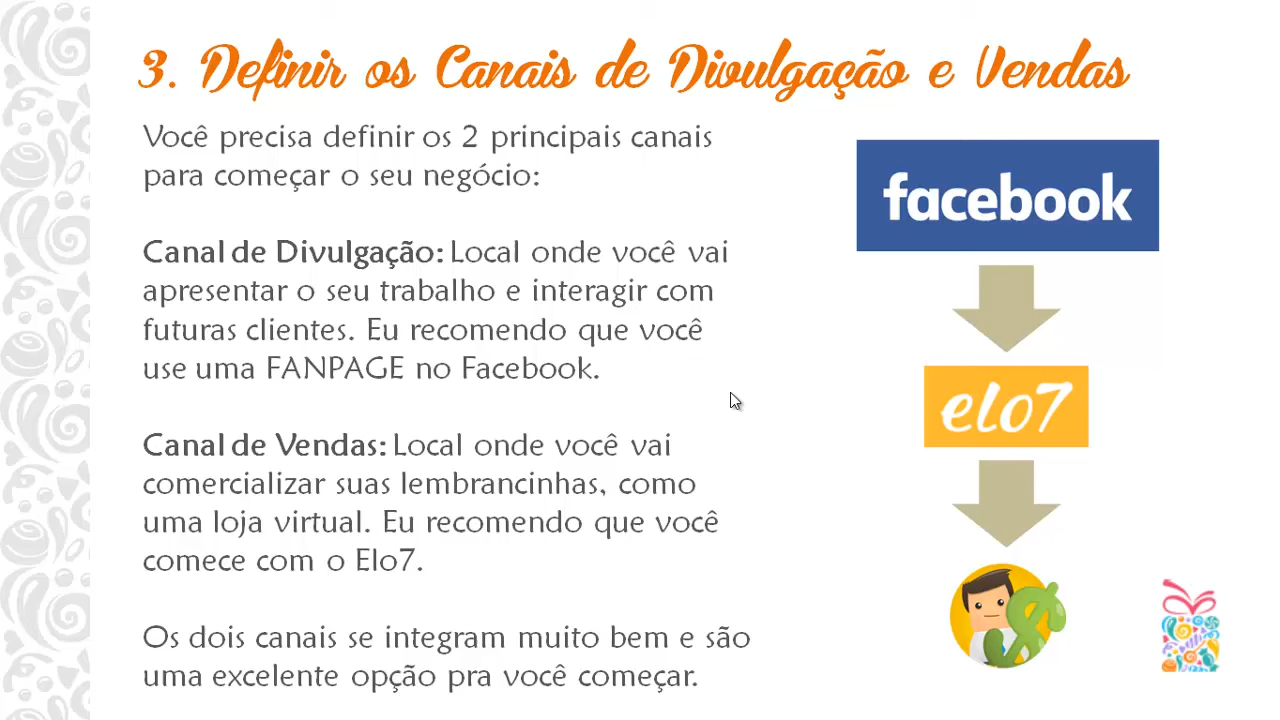 3. Definir os Canais de Divulgação e Vendas
Você precisa definir os 2 principais canais
para começar o seu negócio:
Canal de Divulgação: Local onde você vai
apresentar o seu trabalho e interagir com
futuras clientes. Eu recomendo que você
use uma FANPAGE no Facebook.
Canal de Vendas: Local onde você vai
comercializar suas lembrancinhas, como
uma loja virtual. Eu recomendo que você
comece com o Elo7.
Os dois canais se integram muito bem e são
uma excelente opção pra você começar.
facebook
elo7